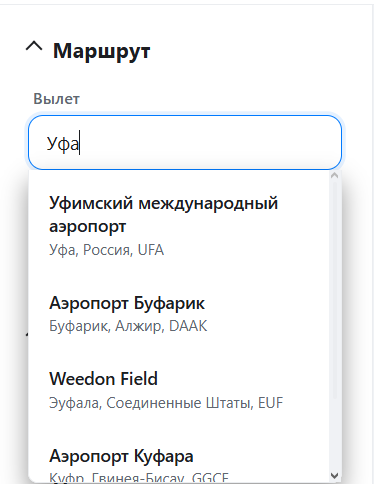 Маршрут
Вылет
Уфа
Уфимский международный
аэропорт
Уфа, Россия, UFA
Аэропорт Буфарик
Буфарик, Алжир, DAAK
Weedon Field
Эуфала, Соединенные Штаты, EUF
Аэропорт Куфара
Куфр, Гвинея-Бисау, GGCF